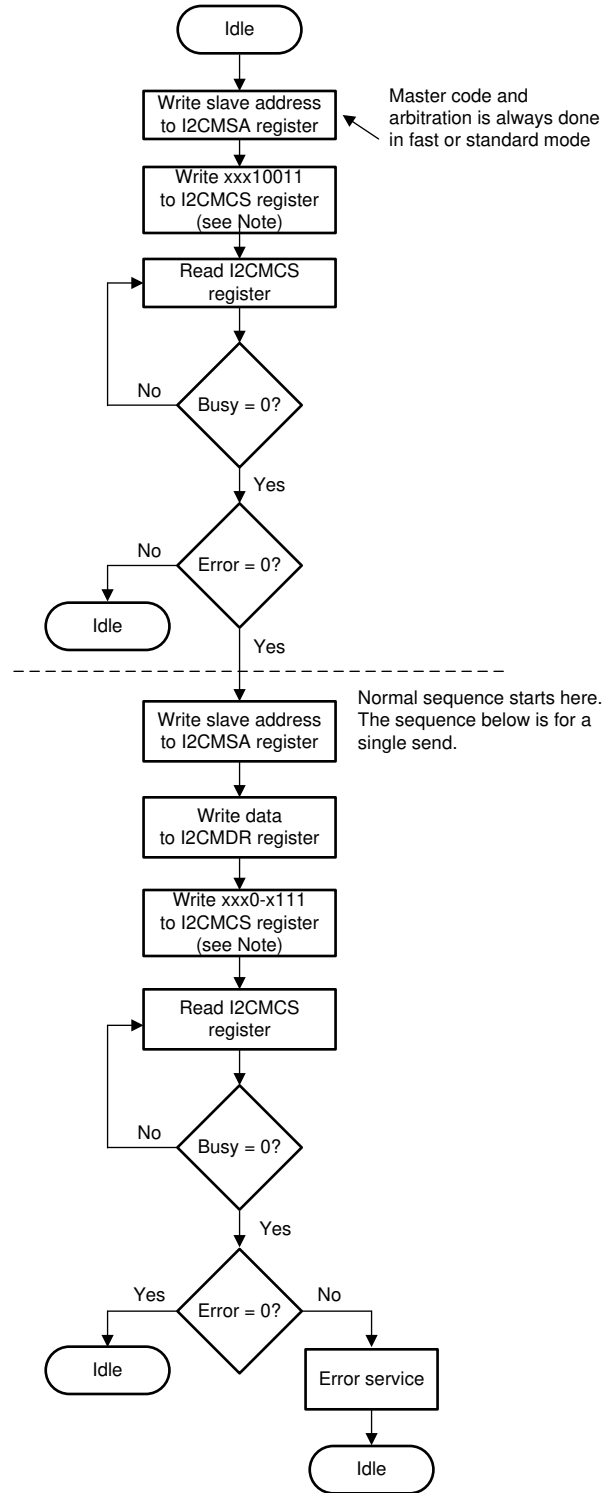 Idle
Write slave address
to I2CMSA register
Master code and
arbitration is always done
in fast or standard mode
Write xxx10011
to I2CMCS register
(see Note)
Read I2CMCS
register
No
Busy = 0?
Yes
No
Error = 0?
Idle
Yes
Normal sequence starts here.
The sequence below is for a
single send.
Write slave address
to I2CMSA register
Write data
to I2CMDR register
Write xxx0-x111
to I2CMCS register
(see Note)
Read I2CMCS
register
No
Busy = 0?
Yes
Yes
Error = 0?
No
Idle
Error service
Idle